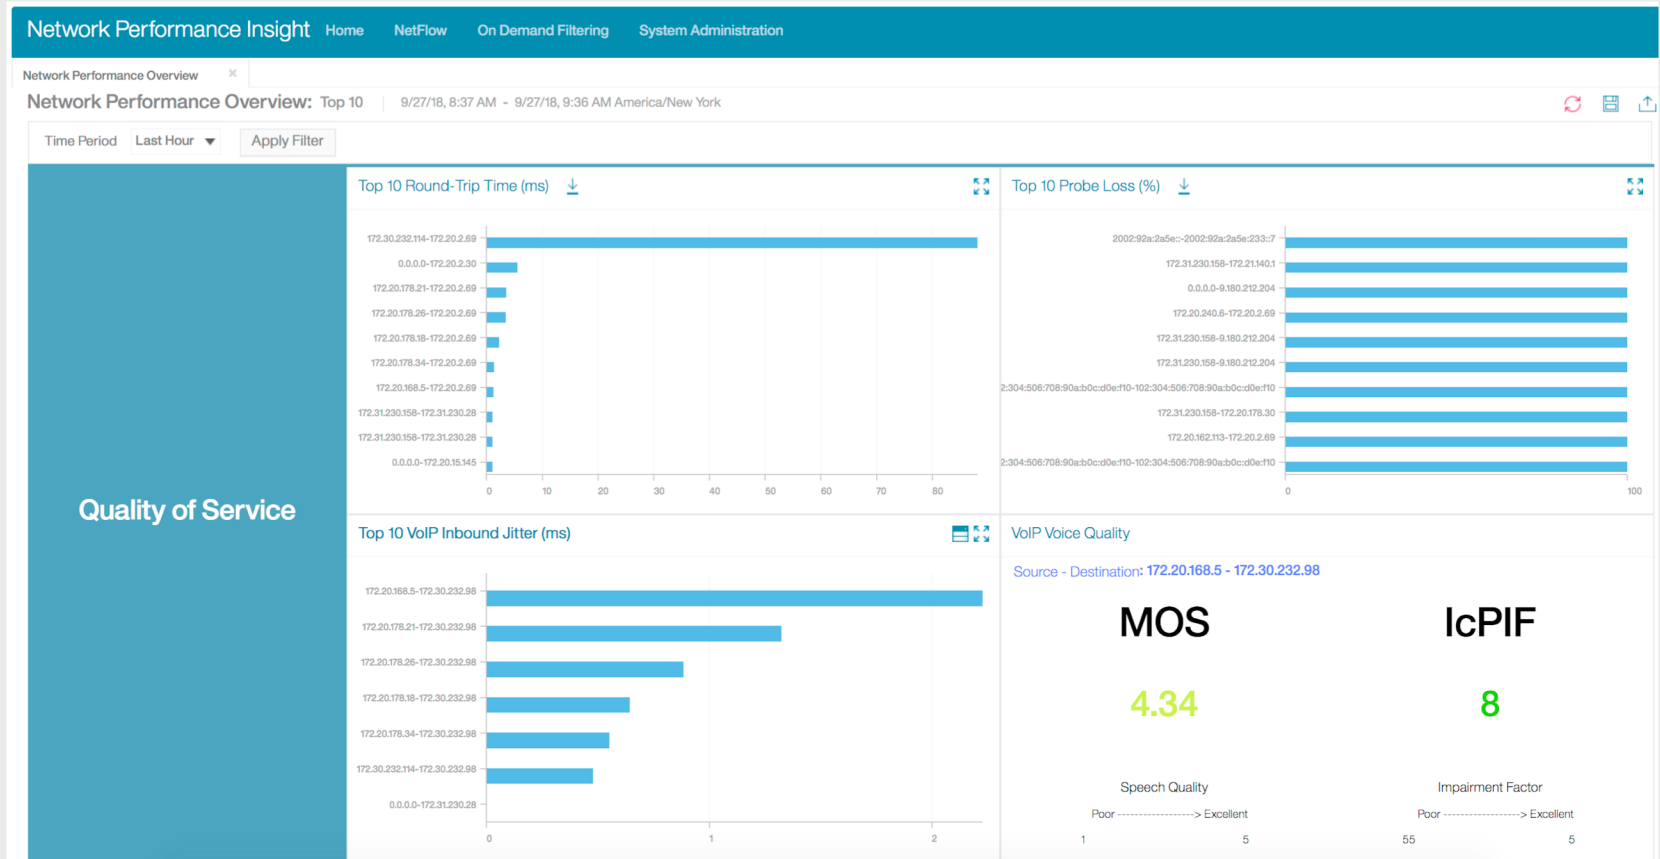 Network Performance Insight Home NetFlow On Demand Filtering System Administration
Network Performance Overview ×
Network Performance Overview: Top 10 | 9/27/18, 8:37 AM - 9/27/18, 9:36 AM America/New York
Time Period Last Hour Apply Filter
Quality of Service
Top 10 Round-Trip Time (ms)
172.30.232.114-172.20.2.69
0.0.0.0-172.20.2.30
172.20.178.21-172.20.2.69
172.20.178.26-172.20.2.69
172.20.178.18-172.20.2.69
172.20.178.34-172.20.2.69
172.20.168.5-172.20.2.69
172.31.230.158-172.31.230.28
172.31.230.158-172.31.230.28
0.0.0.0-172.20.15.145
0 10 20 30 40 50 60 70 80
Top 10 Probe Loss (%)
2002:92a:2a5e::-2002:92a:2a5e:233::7
172.31.230.158-172.21.140.1
0.0.0.0-9.180.212.204
172.20.240.6-172.20.2.69
172.31.230.158-9.180.212.204
172.31.230.158-9.180.212.204
2:304:506:708:90a:b0c:d0e:f10-102:304:506:708:90a:b0c:d0e:f10
172.31.230.158-172.20.178.30
172.20.162.113-172.20.2.69
2:304:506:708:90a:b0c:d0e:f10-102:304:506:708:90a:b0c:d0e:f10
0 100
Top 10 VoIP Inbound Jitter (ms)
172.20.168.5-172.30.232.98
172.20.178.21-172.30.232.98
172.20.178.26-172.30.232.98
172.20.178.18-172.30.232.98
172.20.178.34-172.30.232.98
172.30.232.114-172.30.232.98
0.0.0.0-172.31.230.28
0 1 2
VoIP Voice Quality
Source - Destination: 172.20.168.5 - 172.30.232.98
MOS IcPIF
4.34 8
Speech Quality Impairment Factor
Poor ------------------> Excellent Poor ------------------> Excellent
1 5 55 5